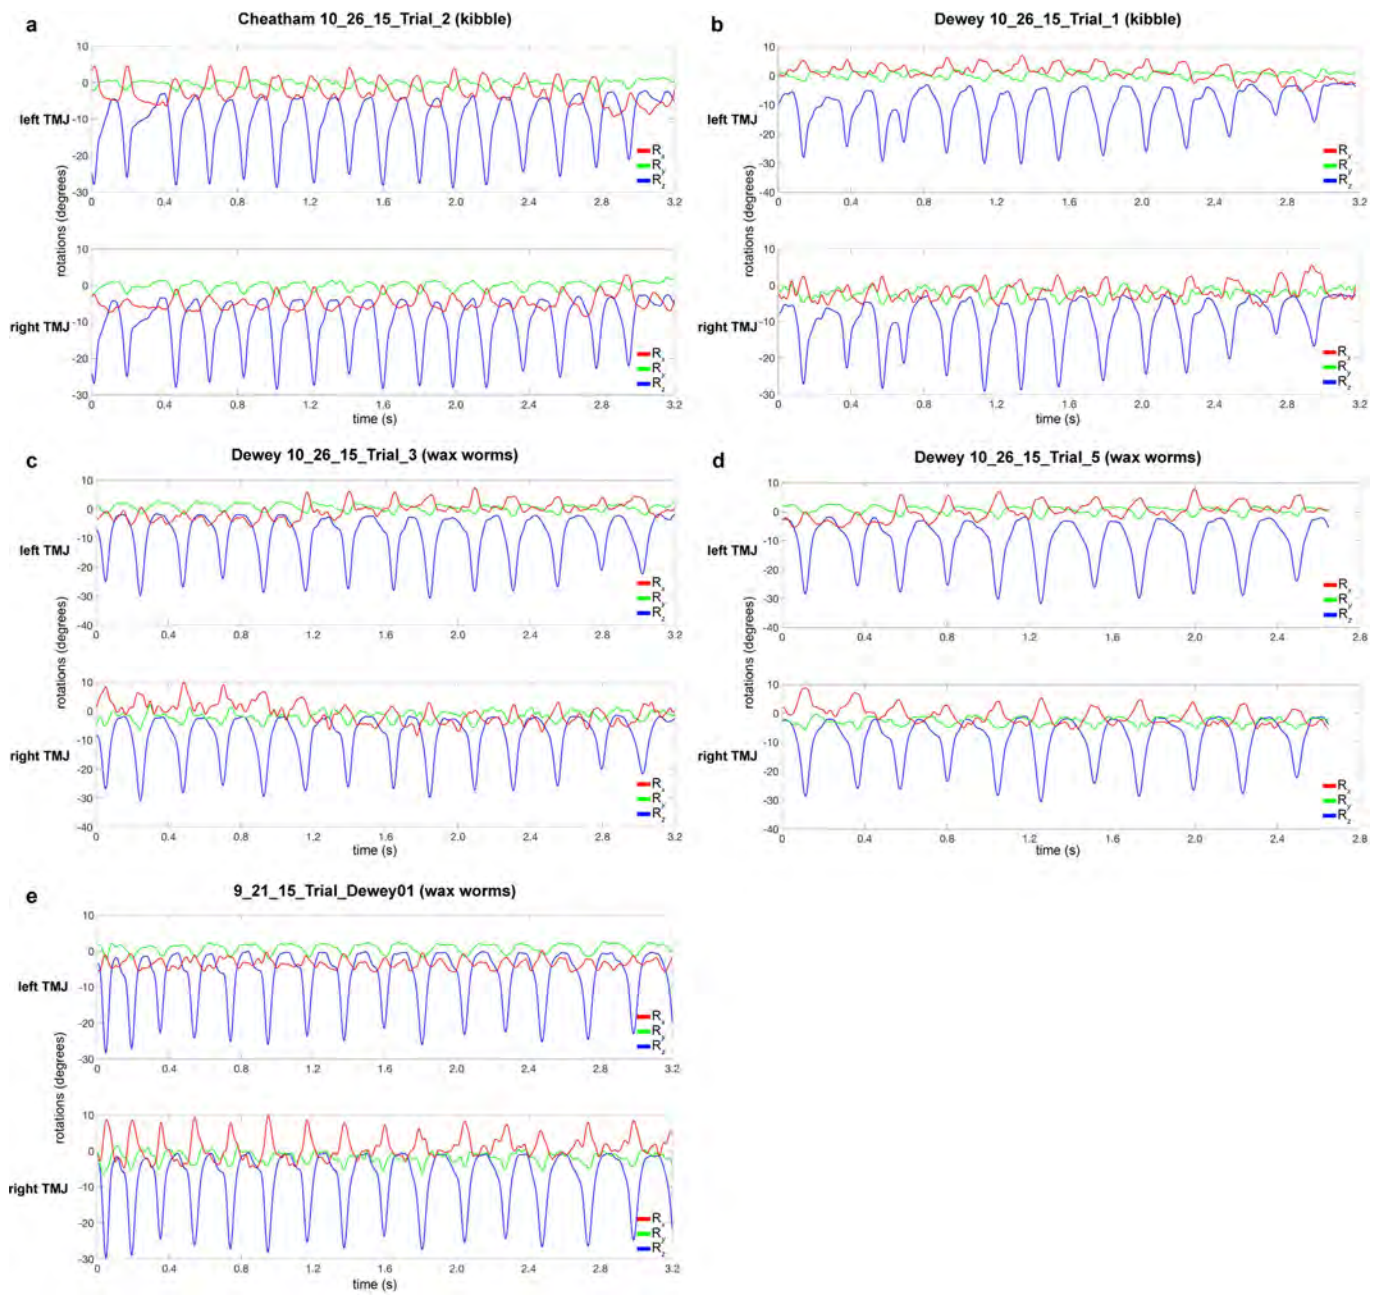 a
Cheatham 10_26_15_Trial_2 (kibble)
10
0
-10
-20
-30
left TMJ
Rx
Ry
Rz
0 0.4 0.8 1.2 1.6 2.0 2.4 2.8 3.2
rotations (degrees)
10
0
-10
-20
-30
right TMJ
Rx
Ry
Rz
0 0.4 0.8 1.2 1.6 2.0 2.4 2.8 3.2
time (s)
b
Dewey 10_26_15_Trial_1 (kibble)
10
0
-10
-20
-30
-40
left TMJ
Rx
Ry
Rz
0 0.4 0.8 1.2 1.6 2.0 2.4 2.8 3.2
rotations (degrees)
10
0
-10
-20
-30
right TMJ
Rx
Ry
Rz
0 0.4 0.8 1.2 1.6 2.0 2.4 2.8 3.2
time (s)
c
Dewey 10_26_15_Trial_3 (wax worms)
10
0
-10
-20
-30
-40
left TMJ
Rx
Ry
Rz
0 0.4 0.8 1.2 1.6 2.0 2.4 2.8 3.2
rotations (degrees)
10
0
-10
-20
-30
-40
right TMJ
Rx
Ry
Rz
0 0.4 0.8 1.2 1.6 2.0 2.4 2.8 3.2
time (s)
d
Dewey 10_26_15_Trial_5 (wax worms)
10
0
-10
-20
-30
-40
left TMJ
Rx
Ry
Rz
0 0.4 0.8 1.2 1.6 2.0 2.4 2.8
rotations (degrees)
10
0
-10
-20
-30
-40
right TMJ
Rx
Ry
Rz
0 0.4 0.8 1.2 1.6 2.0 2.4 2.8
time (s)
e
9_21_15_Trial_Dewey01 (wax worms)
10
0
-10
-20
-30
left TMJ
Rx
Ry
Rz
0 0.4 0.8 1.2 1.6 2.0 2.4 2.8 3.2
rotations (degrees)
10
0
-10
-20
-30
right TMJ
Rx
Ry
Rz
0 0.4 0.8 1.2 1.6 2.0 2.4 2.8 3.2
time (s)